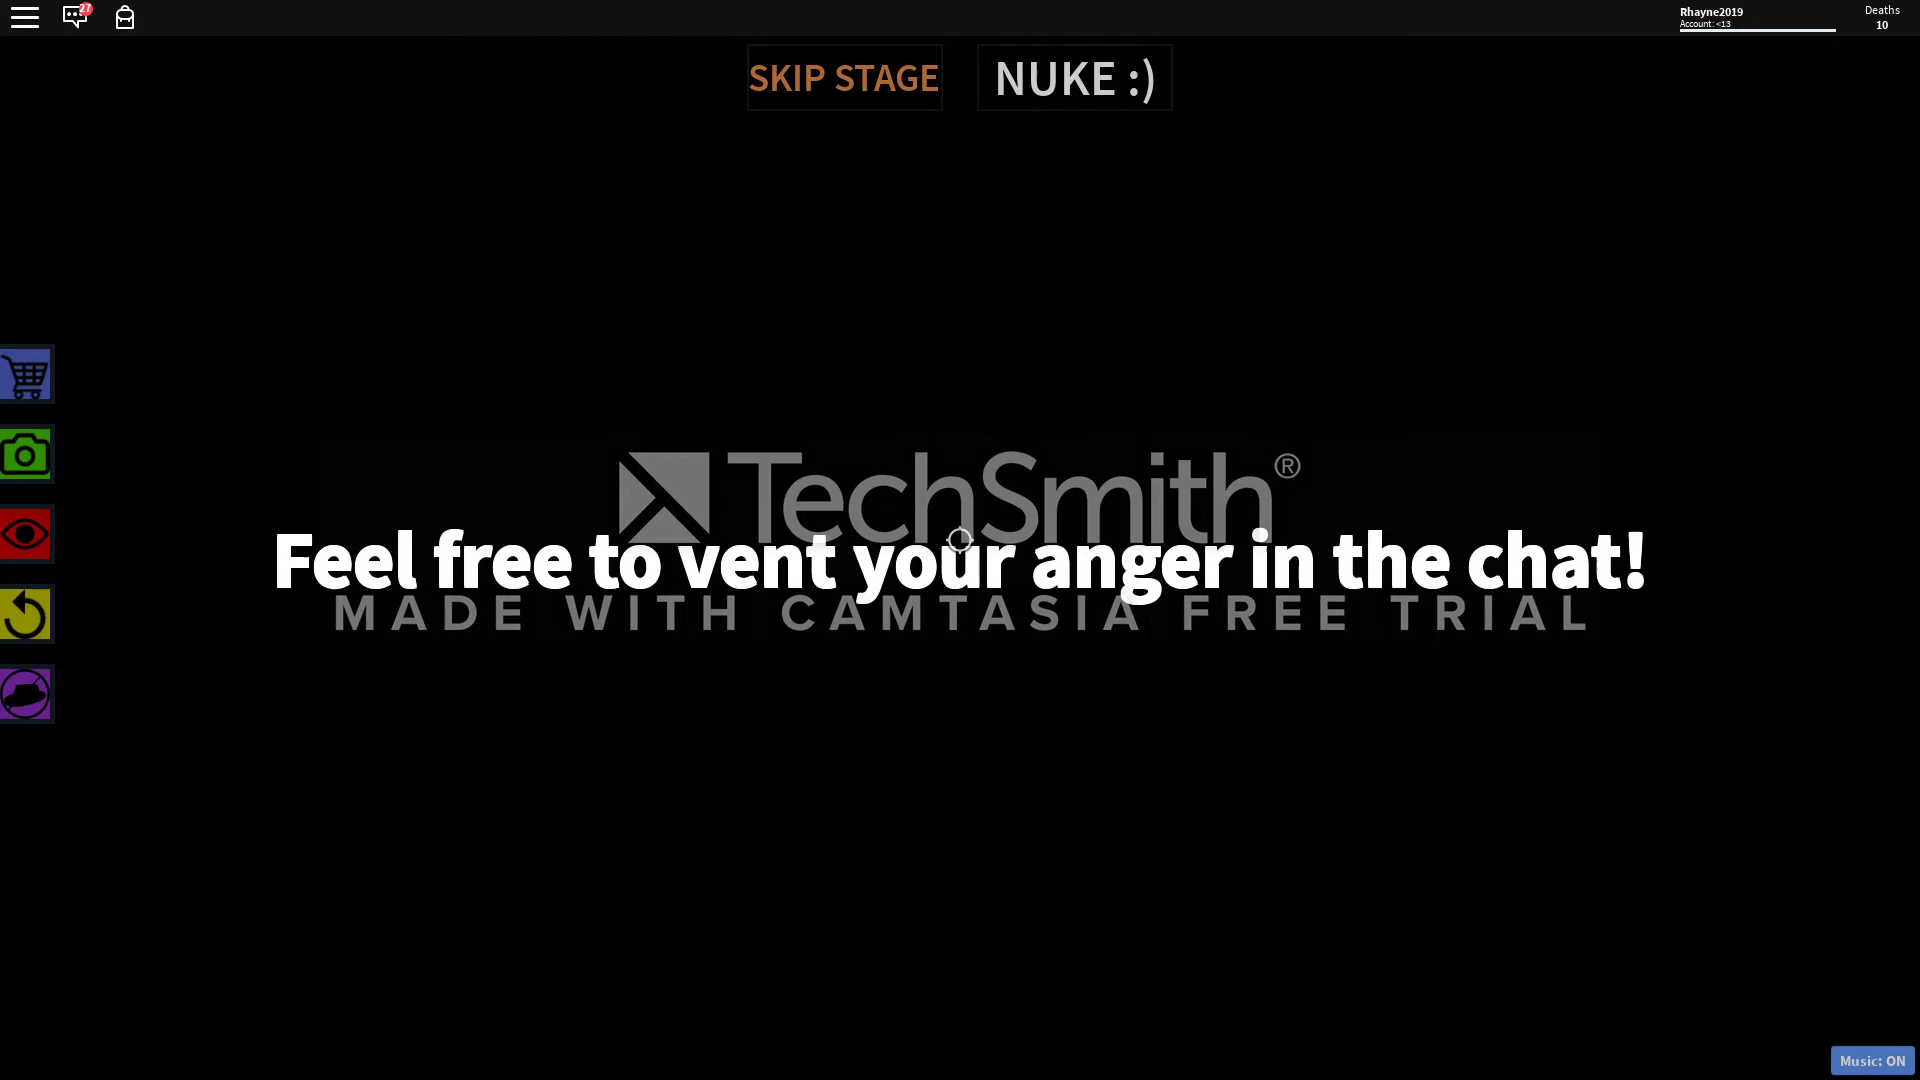 27
Rhayne2019
Account: <13
Deaths
10
SKIP STAGE
NUKE :)
TechSmith®
Feel free to vent your anger in the chat!
MADE WITH CAMTASIA FREE TRIAL
Music: ON